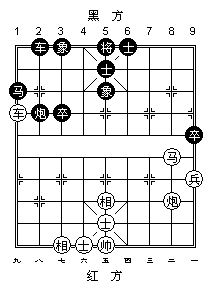 黑 方
1 2 3 4 5 6 7 8 9
车 象 将 士
士
马 象
车 炮 卒
卒
马
兵
相 炮
士
相 士 帅
九 八 七 六 五 四 三 二 一
红 方